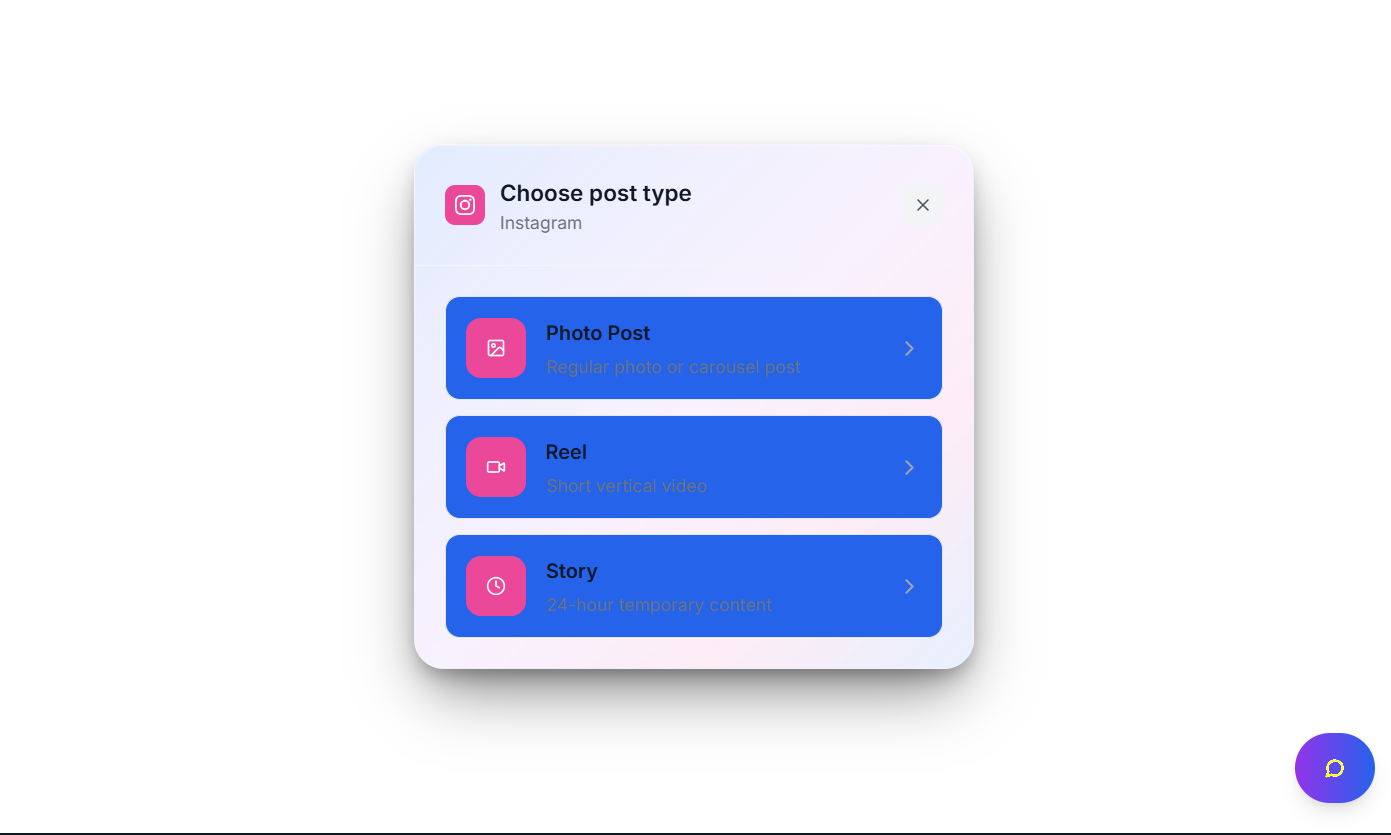 Choose post type
Instagram
Photo Post
Regular photo or carousel post
Reel
Short vertical video
Story
24-hour temporary content